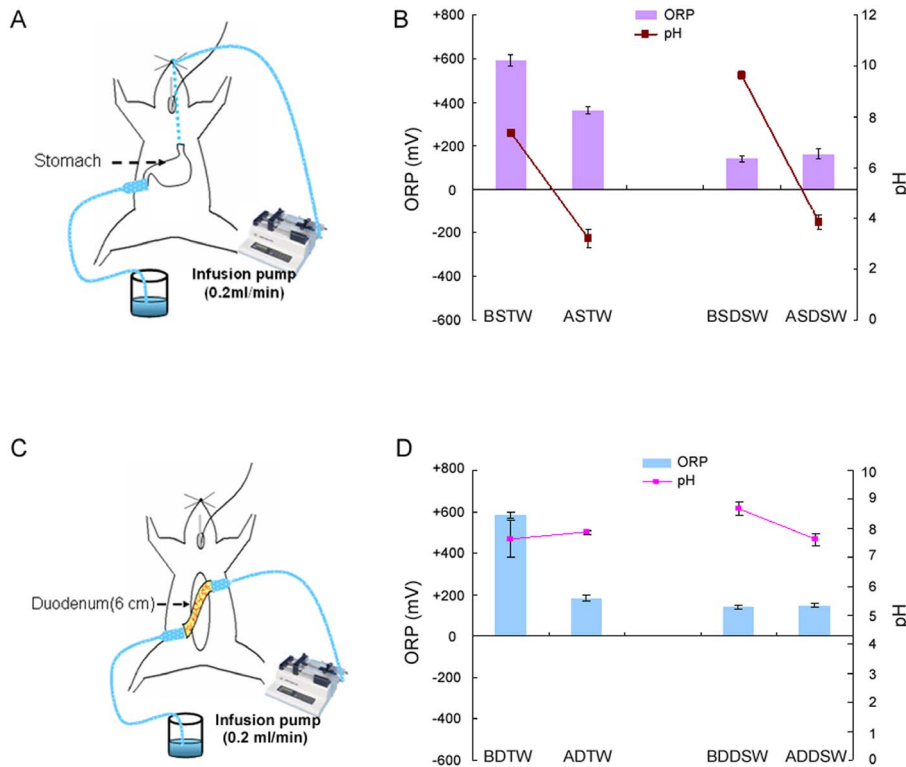 A
Stomach
Infusion pump
(0.2ml/min)
B
ORP
pH
+800
+600
+400
+200
0
-200
-400
-600
ORP (mV)
12
10
8
6
4
2
0
pH
BSTW ASTW BSDSW ASDSW
C
Duodenum(6 cm)
Infusion pump
(0.2 ml/min)
D
ORP
pH
+800
+600
+400
+200
0
-200
-400
-600
ORP (mV)
10
9
8
7
6
5
4
3
2
1
0
pH
BDTW ADTW BDDSW ADDSW